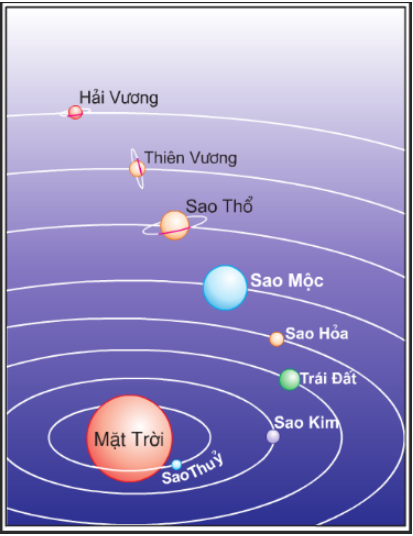 Hải Vương
Thiên Vương
Sao Thổ
Sao Mộc
Sao Hỏa
Trái Đất
Sao Kim
Mặt Trời
SaoThuỷ